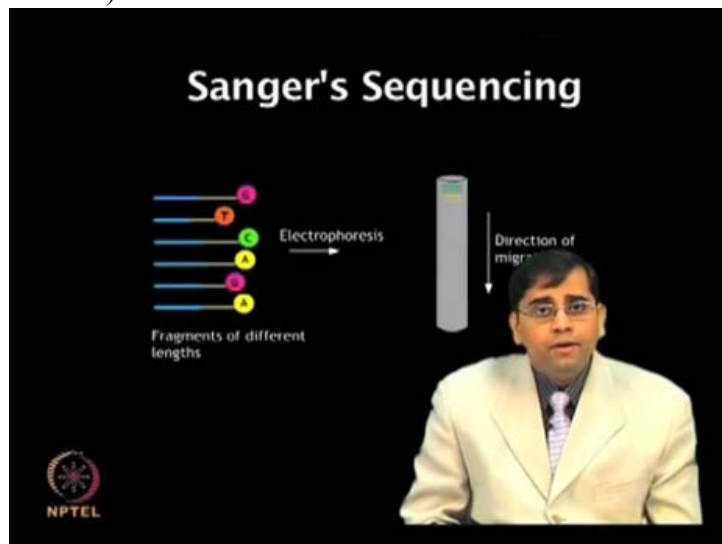 )
Sanger's Sequencing
G
T
C
A
G
A
Fragments of different
lengths
Electrophoresis
Direction of
NPTEL